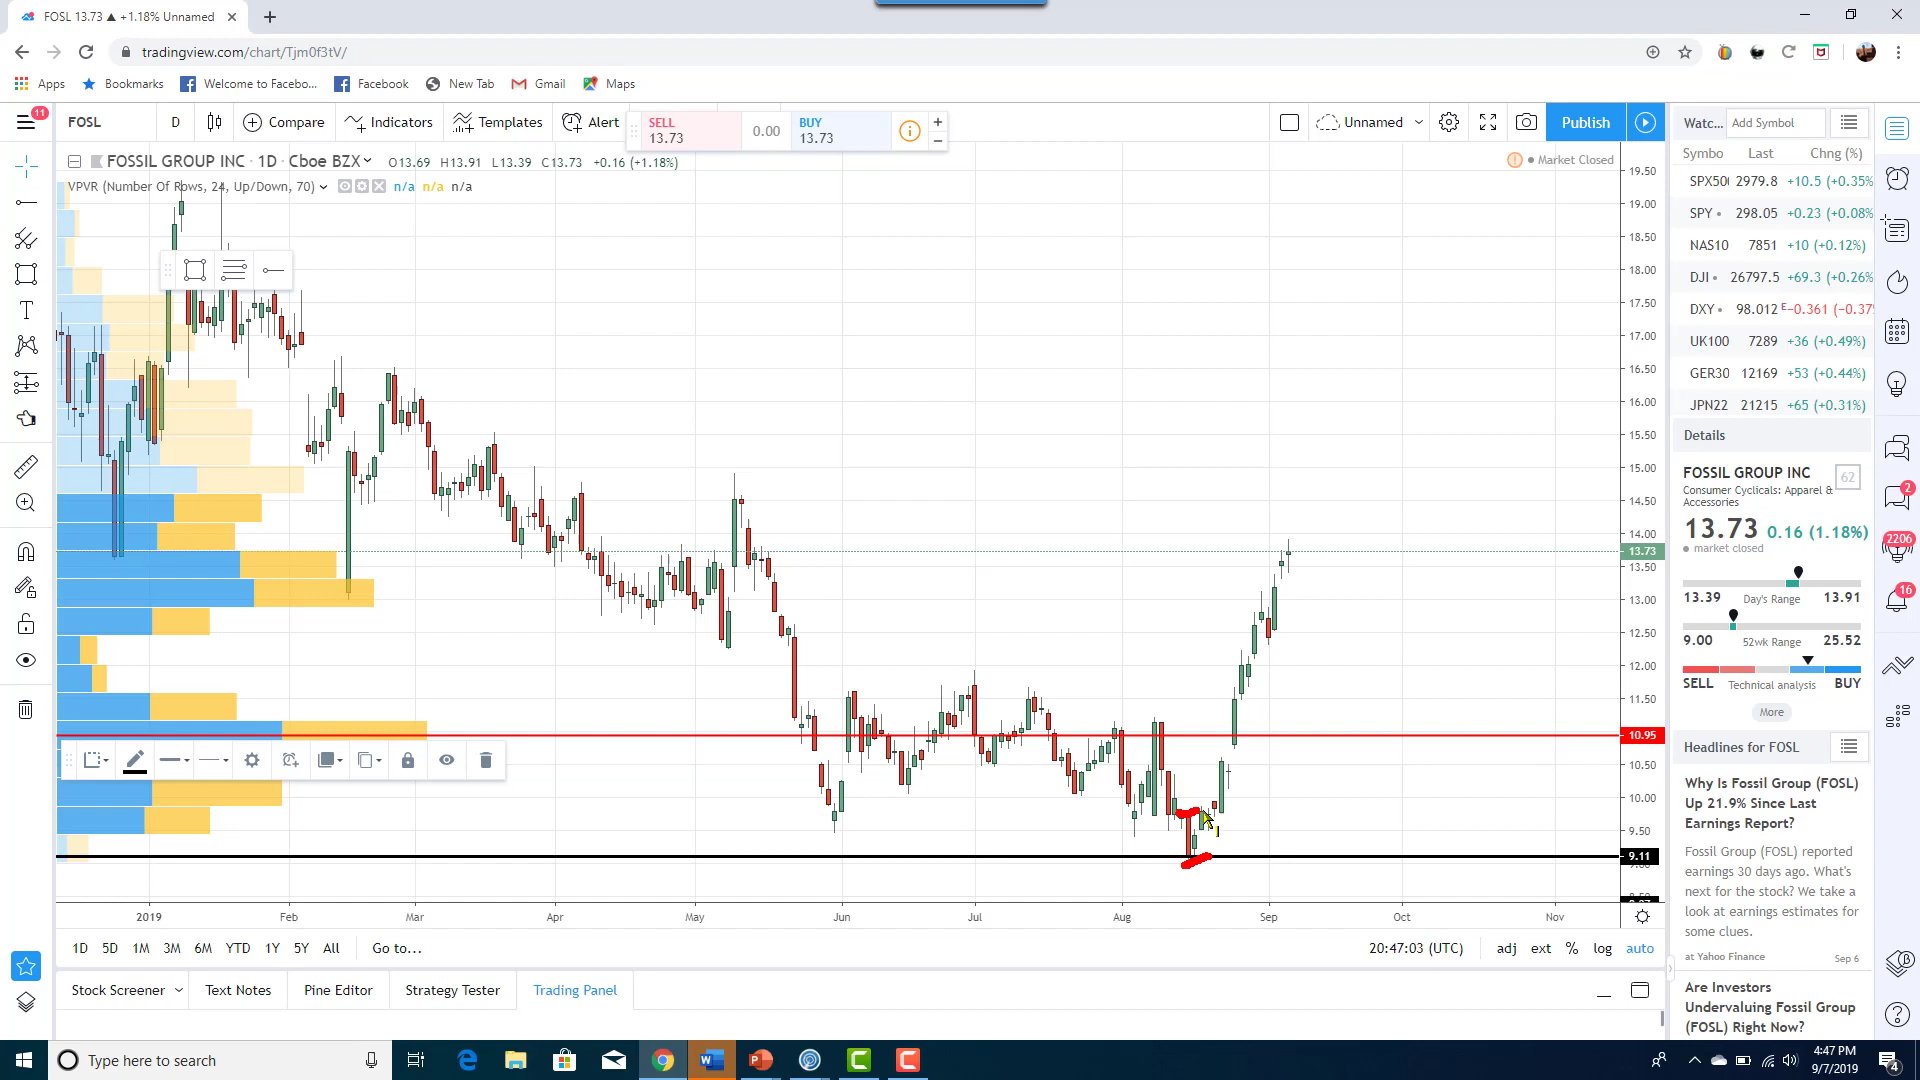 FOSL 13.73 ▲ +1.18% Unnamed
tradingview.com/chart/Tjm0f3tV/
Apps Bookmarks Welcome to Facebo... Facebook New Tab Gmail Maps
11 FOSL D Compare Indicators Templates Alert Unnamed Publish
SELL 13.73 0.00 BUY 13.73
FOSSIL GROUP INC · 1D · Cboe BZX O13.69 H13.91 L13.39 C13.73 +0.16 (+1.18%)
Market Closed
VPVR (Number Of Rows, 24, Up/Down, 70) n/a n/a n/a
19.50
19.00
18.50
18.00
17.50
17.00
16.50
16.00
15.50
15.00
14.50
14.00
13.73
13.50
13.00
12.50
12.00
11.50
10.95
10.50
10.00
9.50
9.11
2019 Feb Mar Apr May Jun Jul Aug Sep Oct Nov
1D 5D 1M 3M 6M YTD 1Y 5Y All Go to... 20:47:03 (UTC) adj ext % log auto
Stock Screener Text Notes Pine Editor Strategy Tester Trading Panel
Watc... Add Symbol
Symbo Last Chng (%)
SPX50 2979.8 +10.5 (+0.35%
SPY 298.05 +0.23 (+0.08%
NAS10 7851 +10 (+0.12%)
DJI 26797.5 +69.3 (+0.26%
DXY 98.012 E −0.361 (−0.37
UK100 7289 +36 (+0.49%)
GER30 12169 +53 (+0.44%)
JPN22 21215 +65 (+0.31%)
Details
FOSSIL GROUP INC 62
Consumer Cyclicals: Apparel &
Accessories
13.73 0.16 (1.18%)
market closed
13.39 Day's Range 13.91
9.00 52wk Range 25.52
SELL Technical analysis BUY
More
Headlines for FOSL
Why Is Fossil Group (FOSL)
Up 21.9% Since Last
Earnings Report?
Fossil Group (FOSL) reported
earnings 30 days ago. What's
next for the stock? We take a
look at earnings estimates for
some clues.
at Yahoo Finance Sep 6
Are Investors
Undervaluing Fossil Group
(FOSL) Right Now?
2
2206
16
Type here to search
4:47 PM
9/7/2019
4